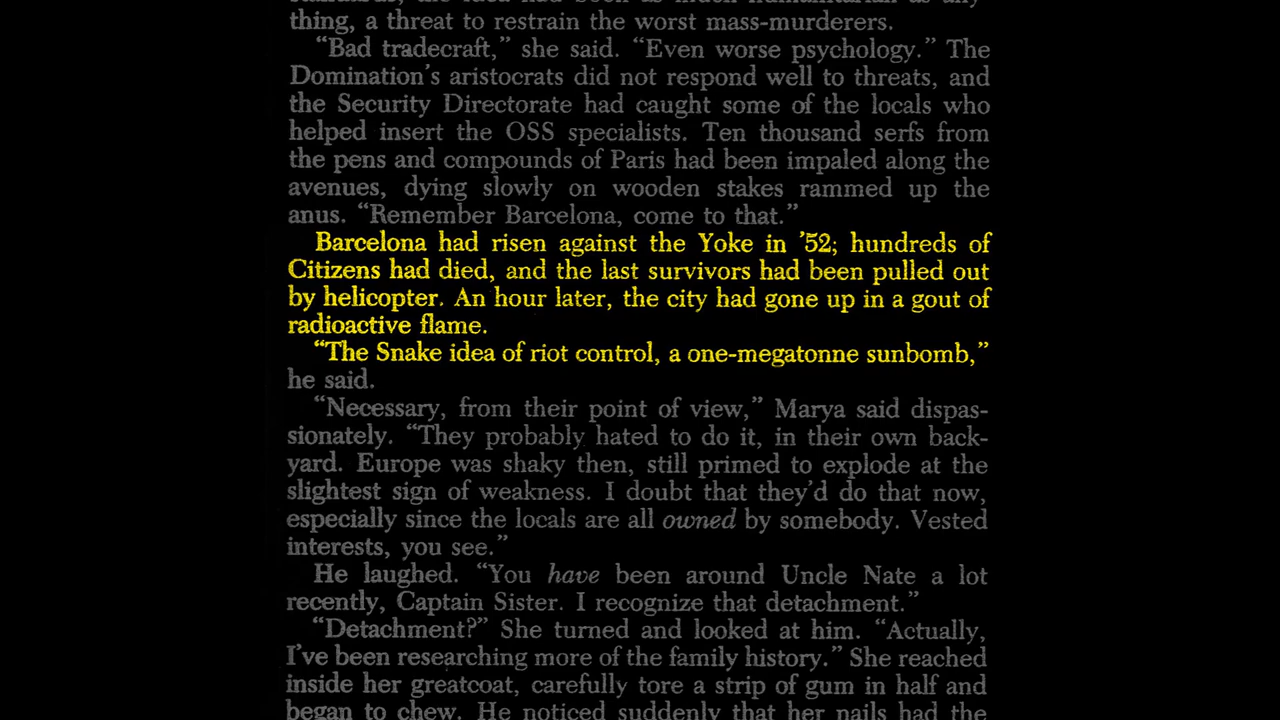 thing, a threat to restrain the worst mass-murderers.
“Bad tradecraft,” she said. “Even worse psychology.” The
Domination’s aristocrats did not respond well to threats, and
the Security Directorate had caught some of the locals who
helped insert the OSS specialists. Ten thousand serfs from
the pens and compounds of Paris had been impaled along the
avenues, dying slowly on wooden stakes rammed up the
anus. “Remember Barcelona, come to that.”
Barcelona had risen against the Yoke in ’52; hundreds of
Citizens had died, and the last survivors had been pulled out
by helicopter. An hour later, the city had gone up in a gout of
radioactive flame.
“The Snake idea of riot control, a one-megatonne sunbomb,”
he said.
“Necessary, from their point of view,” Marya said dispas-
sionately. “They probably hated to do it, in their own back-
yard. Europe was shaky then, still primed to explode at the
slightest sign of weakness. I doubt that they’d do that now,
especially since the locals are all owned by somebody. Vested
interests, you see.”
He laughed. “You have been around Uncle Nate a lot
recently, Captain Sister. I recognize that detachment.”
“Detachment?” She turned and looked at him. “Actually,
I’ve been researching more of the family history.” She reached
inside her greatcoat, carefully tore a strip of gum in half and
began to chew. He noticed suddenly that her nails had the